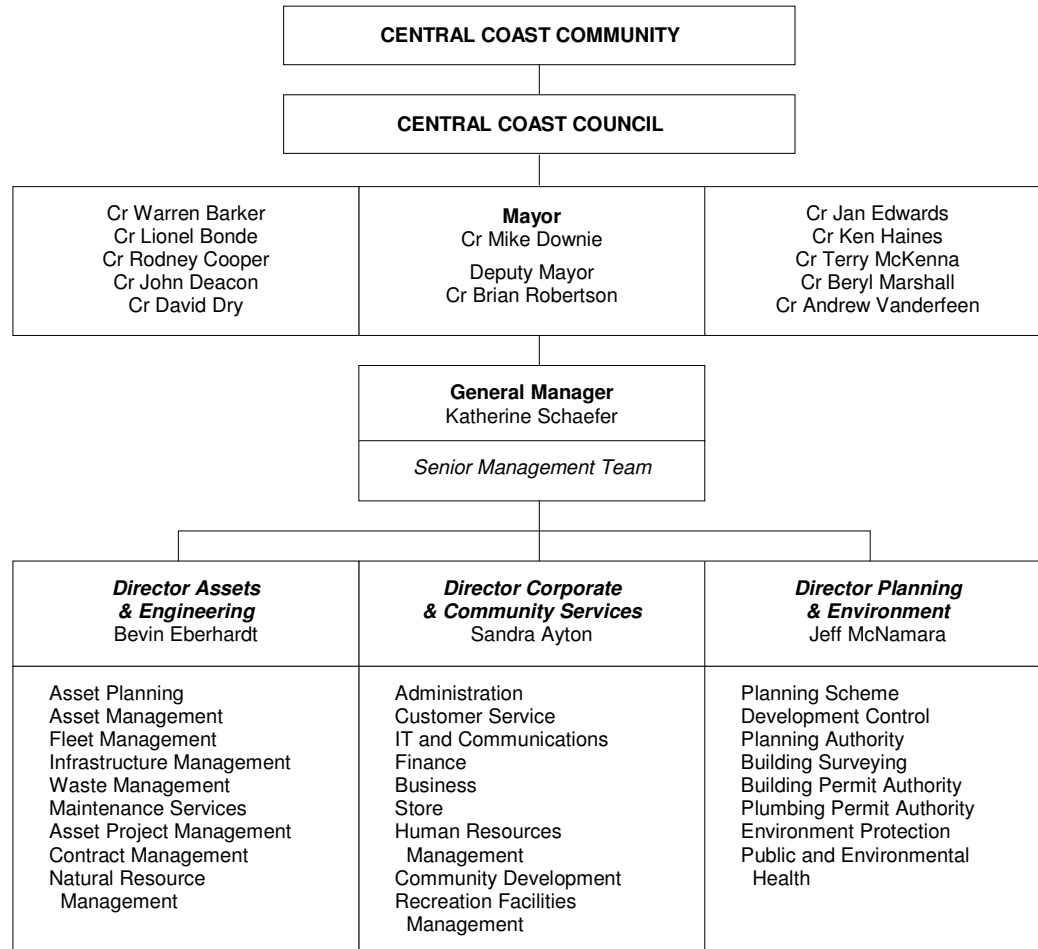 CENTRAL COAST COMMUNITY
CENTRAL COAST COUNCIL
Cr Warren Barker
Cr Lionel Bonde
Cr Rodney Cooper
Cr John Deacon
Cr David Dry
Mayor
Cr Mike Downie
Deputy Mayor
Cr Brian Robertson
Cr Jan Edwards
Cr Ken Haines
Cr Terry McKenna
Cr Beryl Marshall
Cr Andrew Vanderfeen
General Manager
Katherine Schaefer
Senior Management Team
Director Assets
& Engineering
Bevin Eberhardt
Asset Planning
Asset Management
Fleet Management
Infrastructure Management
Waste Management
Maintenance Services
Asset Project Management
Contract Management
Natural Resource
Management
Director Corporate
& Community Services
Sandra Ayton
Administration
Customer Service
IT and Communications
Finance
Business
Store
Human Resources
Management
Community Development
Recreation Facilities
Management
Director Planning
& Environment
Jeff McNamara
Planning Scheme
Development Control
Planning Authority
Building Surveying
Building Permit Authority
Plumbing Permit Authority
Environment Protection
Public and Environmental
Health